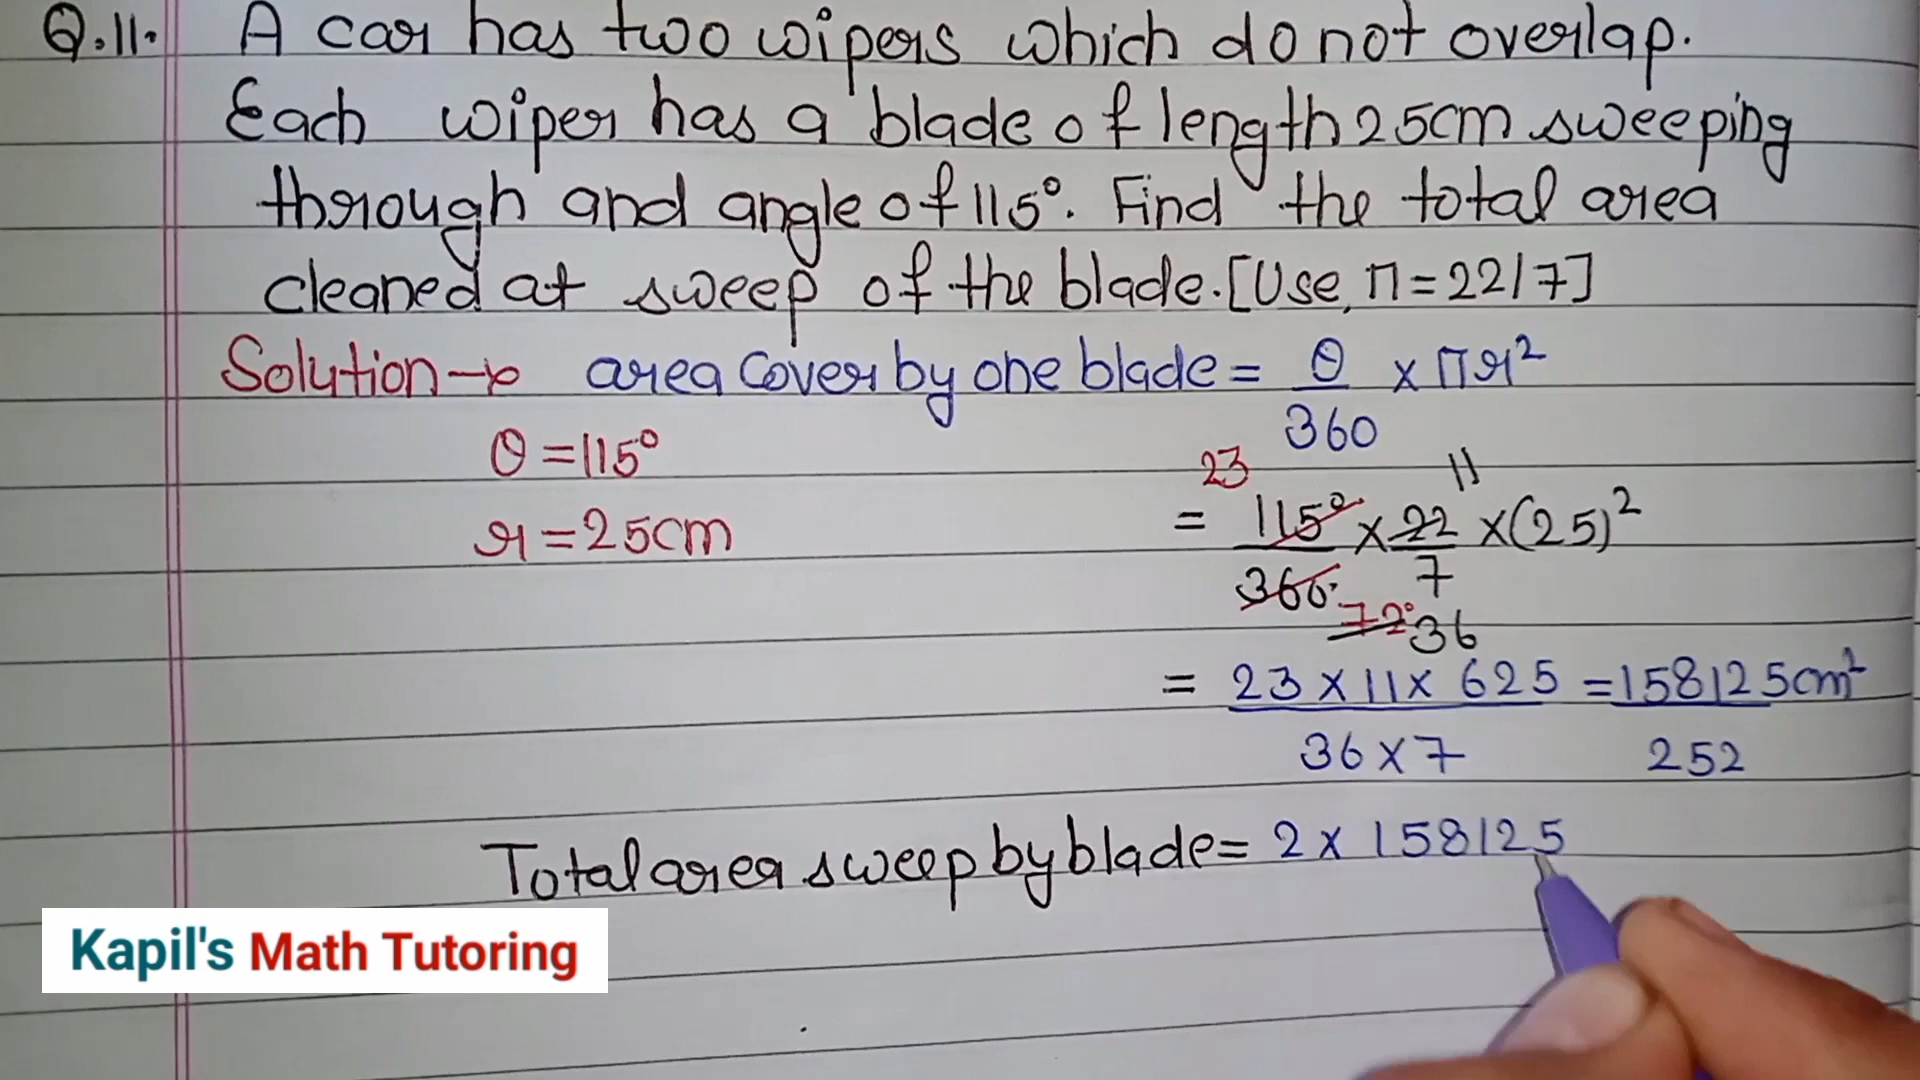 Q.11. A car has two wipers which do not overlap.
Each wiper has a blade of length 25cm sweeping
through and angle of 115°. Find the total area
cleaned at sweep of the blade. [Use, π = 22/7]
Solution → area cover by one blade = θ/360 × πr²
θ = 115°
r = 25cm
23 11
= 115°/360° × 22/7 × (25)²
72° 36
= 23 × 11 × 625 / 36 × 7 = 158125/252 cm²
Total area sweep by blade = 2 × 158125
Kapil's Math Tutoring